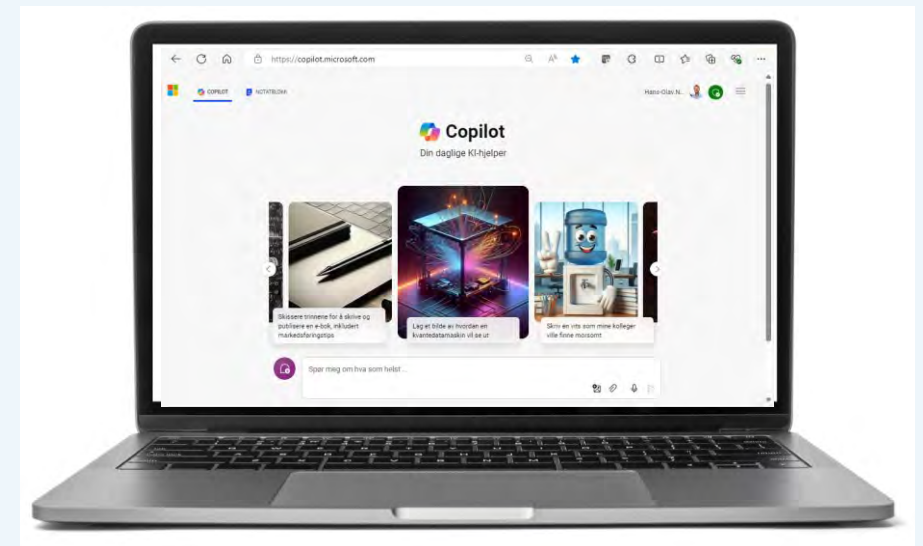 https://copilot.microsoft.com
COPILOT
NOTATBLOKK
Hans-Olav N.
Copilot
Din daglige KI-hjelper
Skissere trinnene for å skrive og
publisere en e-bok, inkludert
markedsføringstips
Lag et bilde av hvordan en
kvantedatamaskin vil se ut
Skriv en vits som mine kolleger
ville finne morsomt
Spør meg om hva som helst...